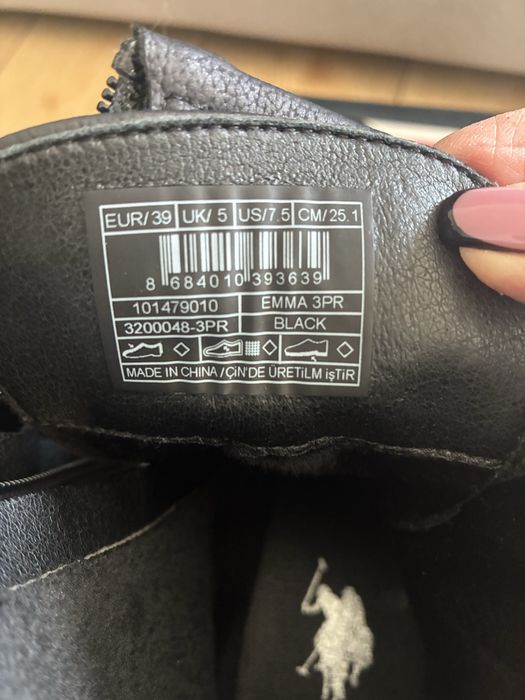 EUR/ 39 UK/ 5 US/7.5 CM/25.1
8 684010 393639
101479010 EMMA 3PR
3200048-3PR BLACK
MADE IN CHINA /ÇİN'DE ÜRETİLMİŞTİR